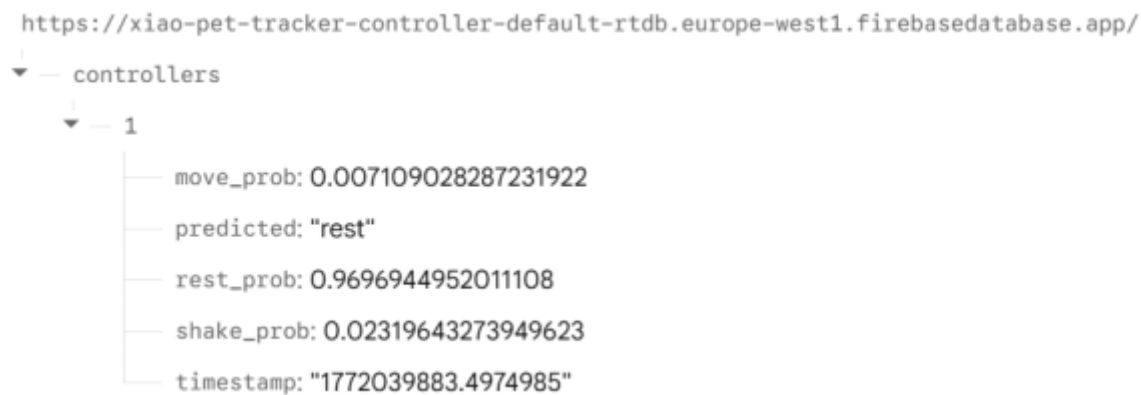 https://xiao-pet-tracker-controller-default-rtdb.europe-west1.firebasedatabase.app/
controllers
1
move_prob: 0.007109028287231922
predicted: "rest"
rest_prob: 0.9696944952011108
shake_prob: 0.02319643273949623
timestamp: "1772039883.4974985"